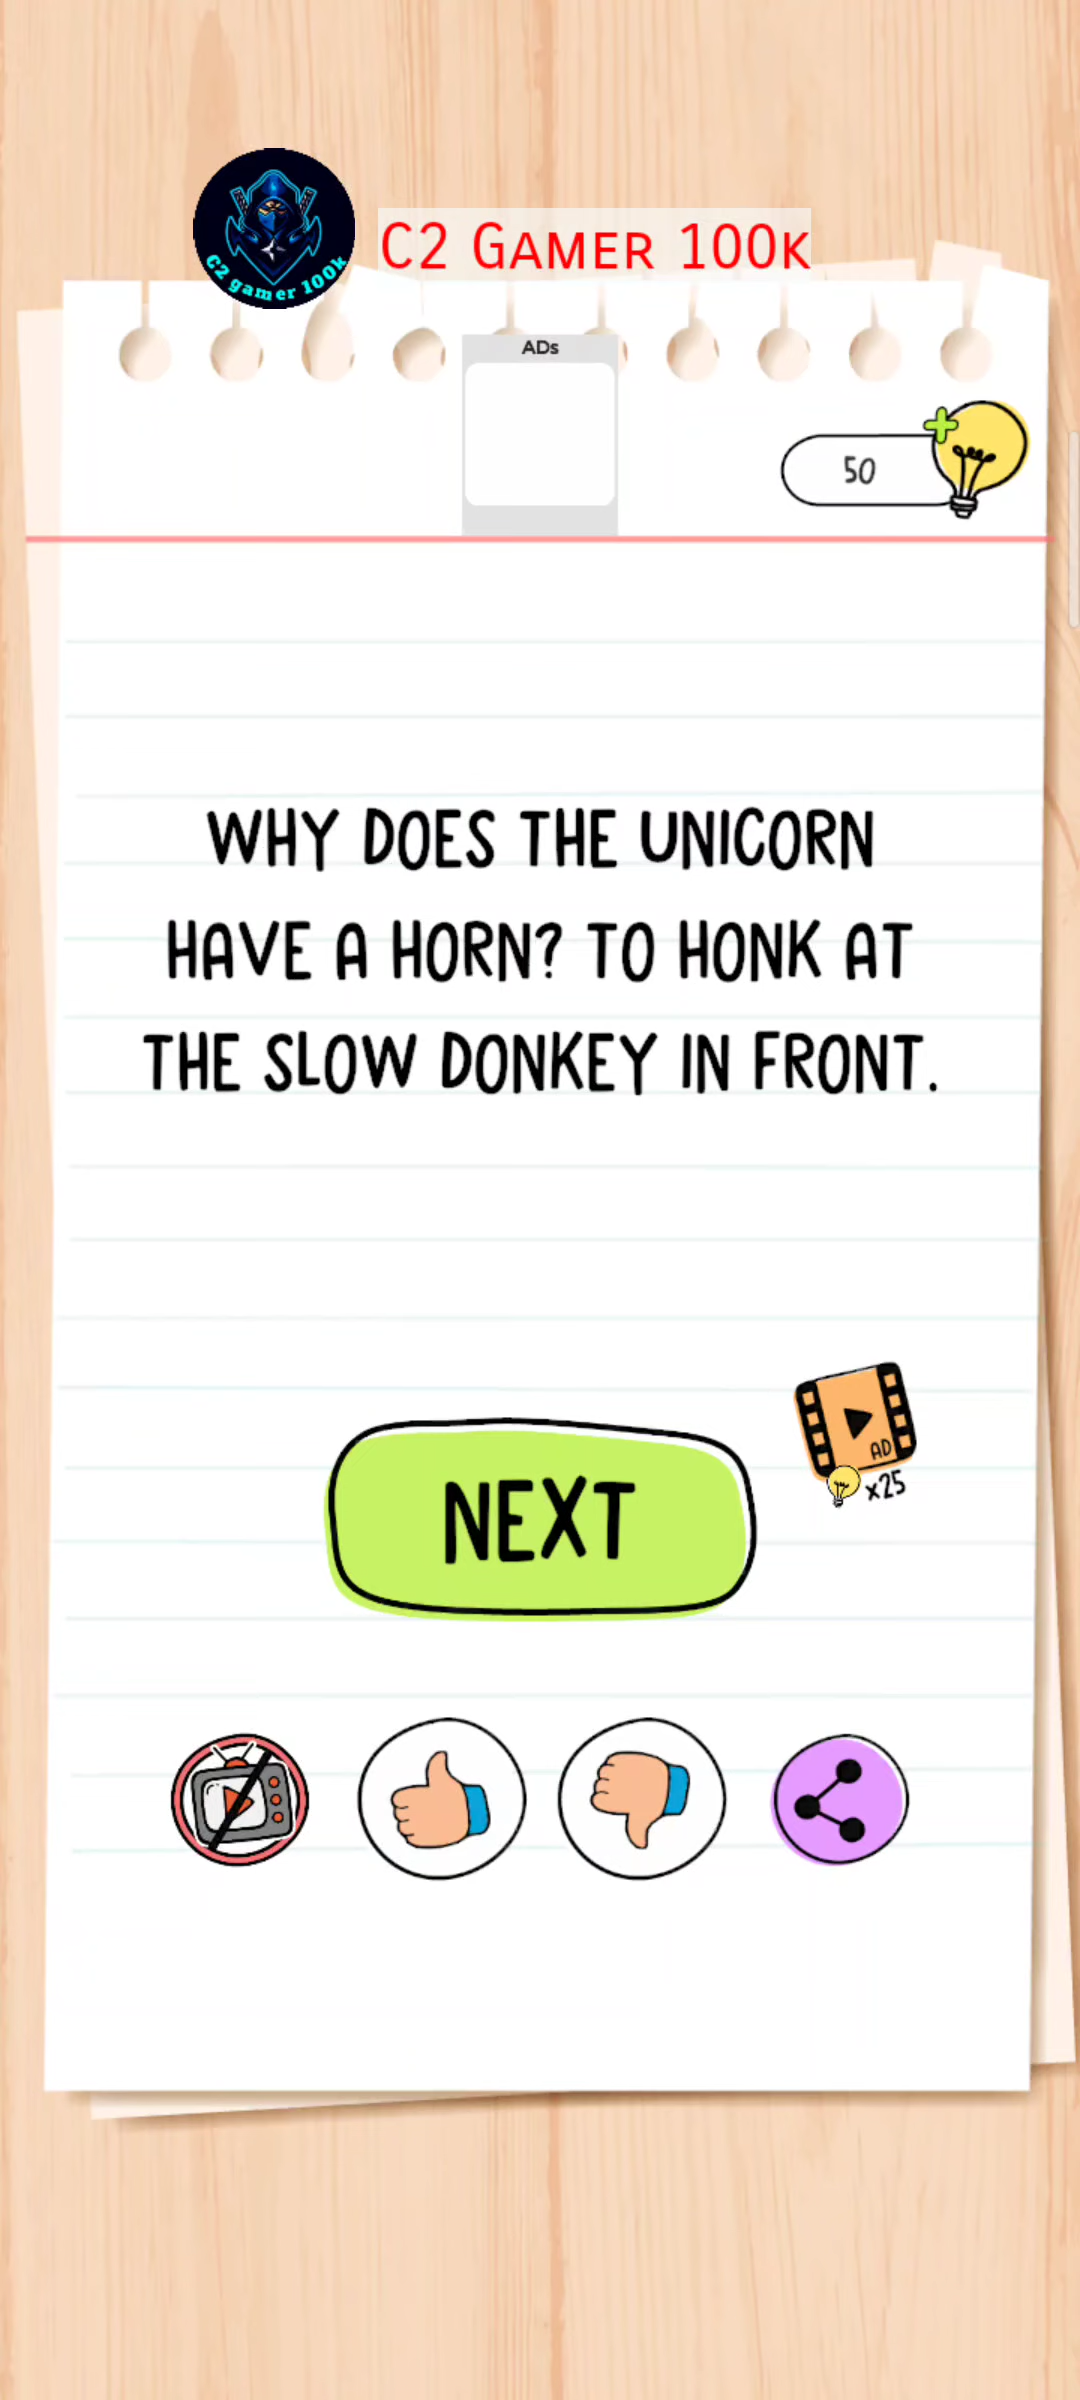 C2 gamer 100k
C2 GAMER 100K
ADs
50
WHY DOES THE UNICORN
HAVE A HORN? TO HONK AT
THE SLOW DONKEY IN FRONT.
AD
x25
NEXT